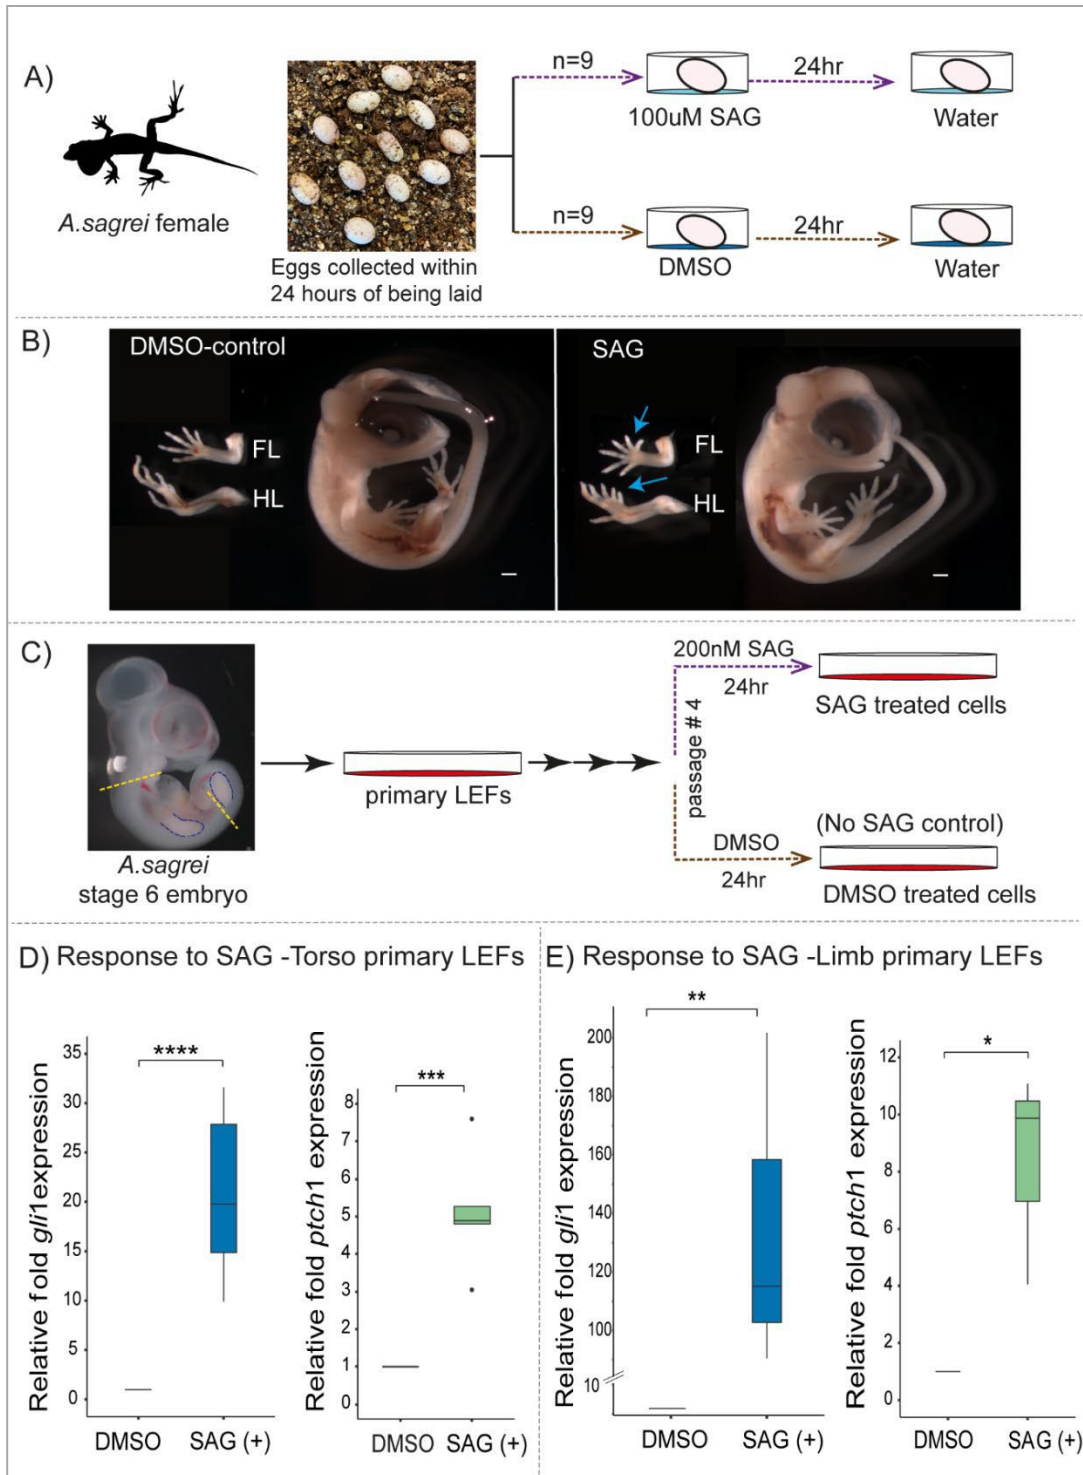 A)
A.sagrei female
Eggs collected within
24 hours of being laid
n=9
100uM SAG
24hr
Water
n=9
DMSO
24hr
Water
B)
DMSO-control
FL
HL
SAG
FL
HL
C)
A.sagrei
stage 6 embryo
primary LEFs
passage # 4
200nM SAG
24hr
SAG treated cells
DMSO
24hr
(No SAG control)
DMSO treated cells
D) Response to SAG -Torso primary LEFs
Relative fold gli1expression
35
30
25
20
15
10
5
0
****
DMSO
SAG (+)
Relative fold ptch1 expression
8
7
6
5
4
3
2
1
0
***
DMSO
SAG (+)
E) Response to SAG -Limb primary LEFs
Relative fold gli1 expression
200
180
160
140
120
100
10
**
DMSO
SAG (+)
Relative fold ptch1 expression
12
10
8
6
4
2
0
*
DMSO
SAG (+)